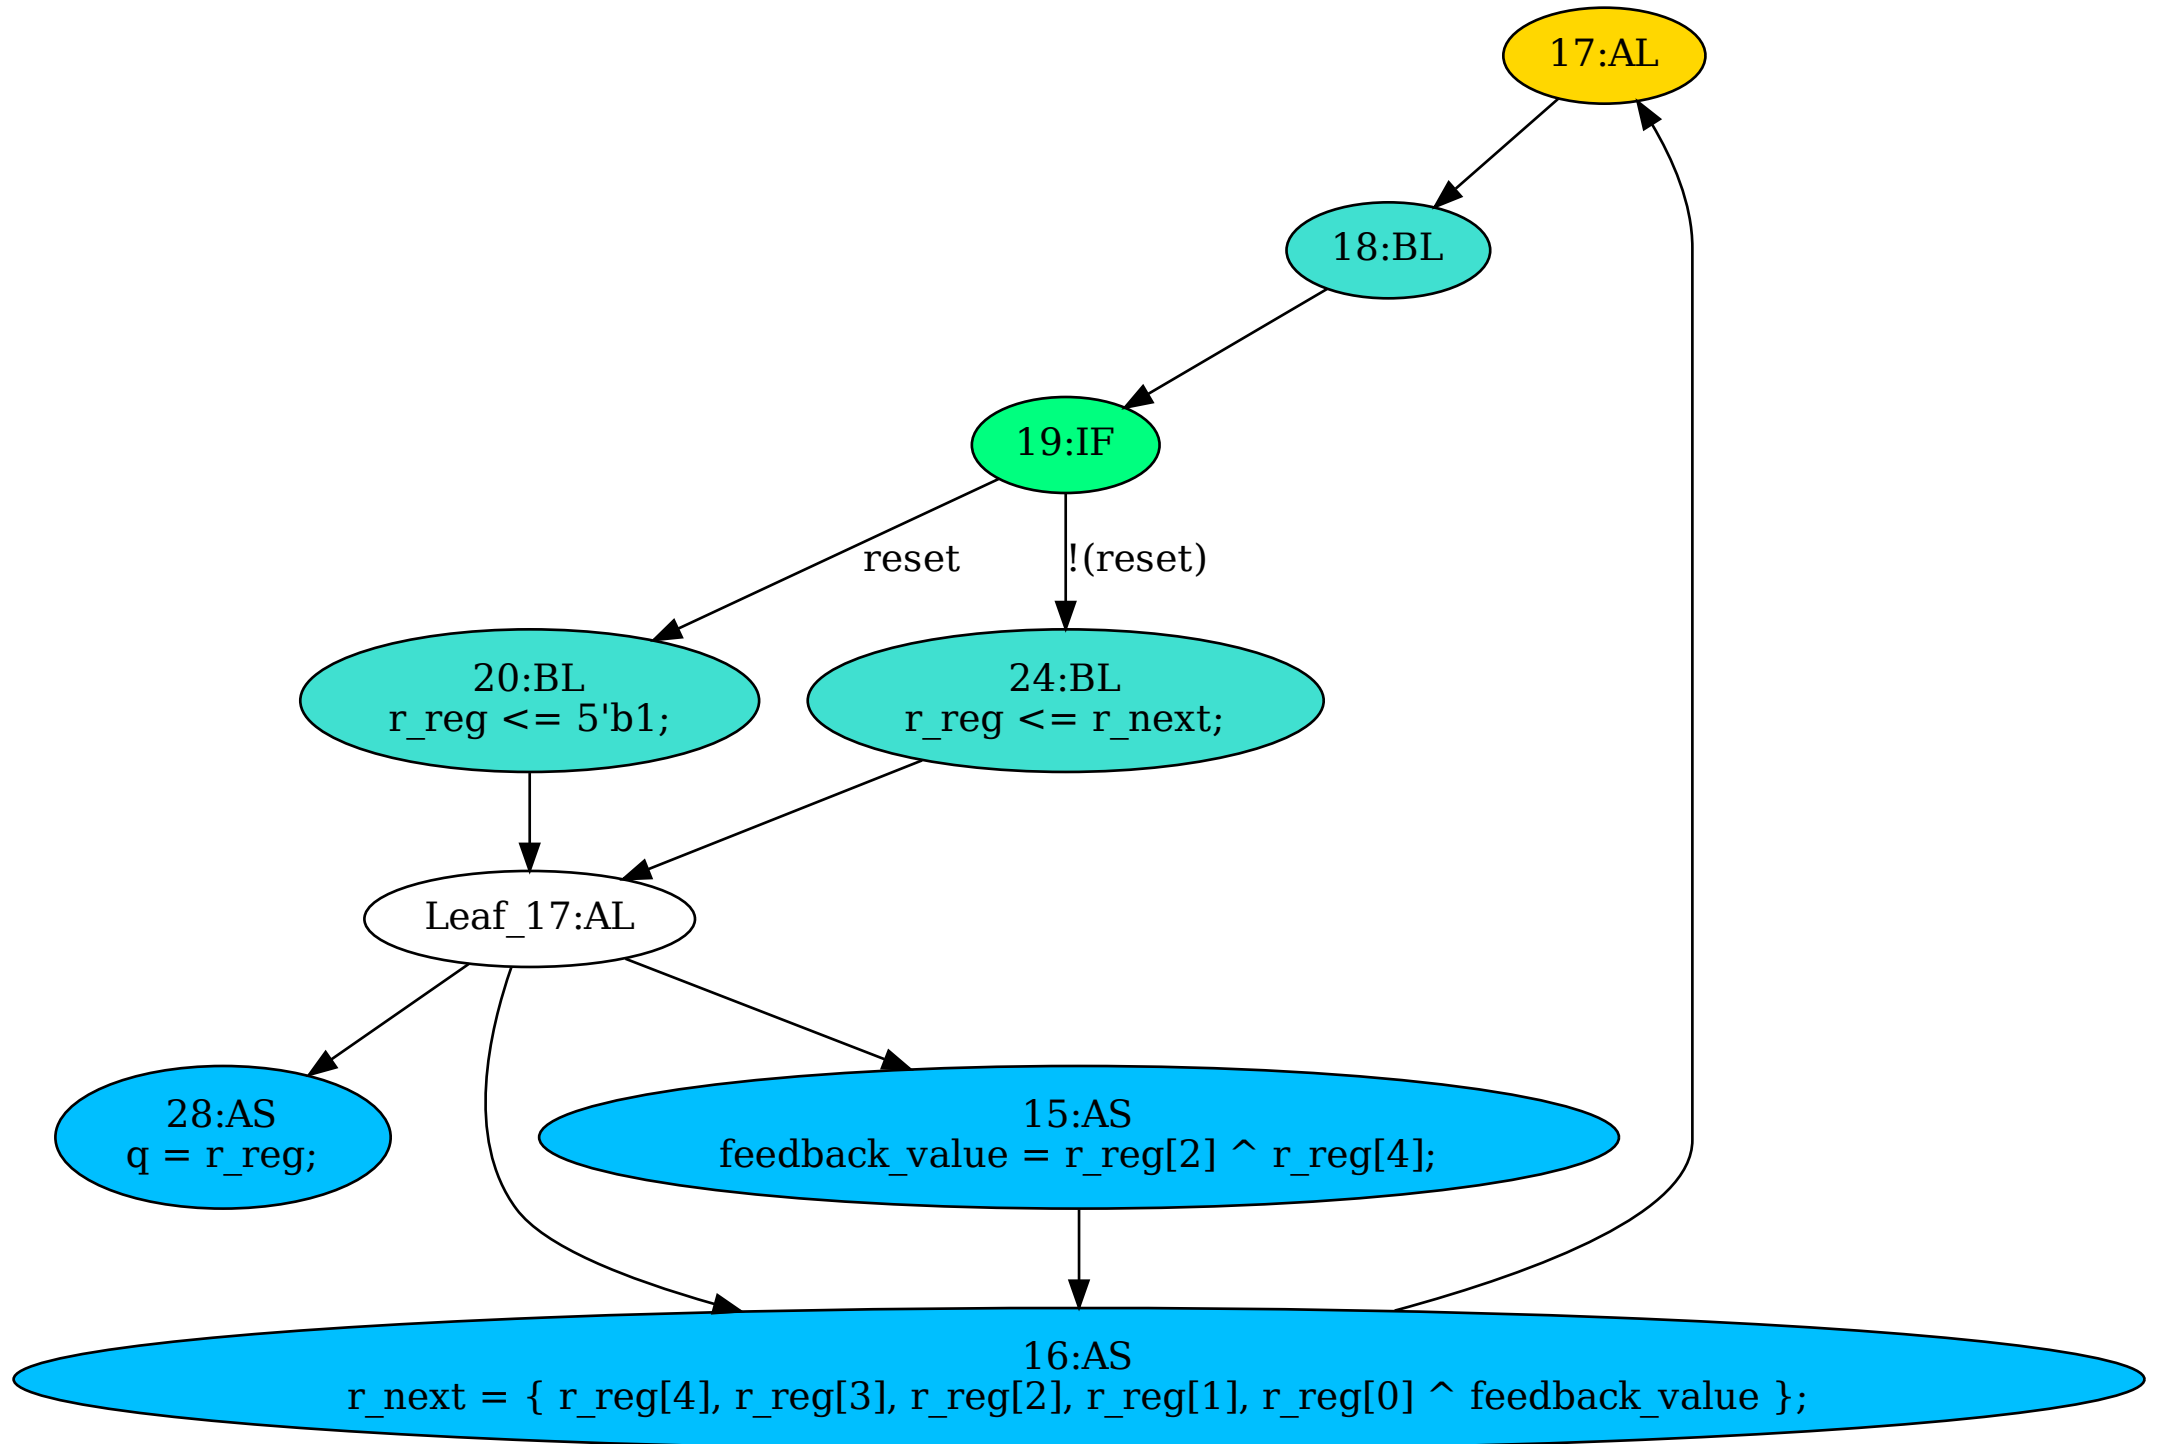 17:AL
18:BL
19:IF
reset
!(reset)
20:BL
r_reg <= 5'b1;
24:BL
r_reg <= r_next;
Leaf_17:AL
28:AS
q = r_reg;
15:AS
feedback_value = r_reg[2] ^ r_reg[4];
16:AS
r_next = { r_reg[4], r_reg[3], r_reg[2], r_reg[1], r_reg[0] ^ feedback_value };